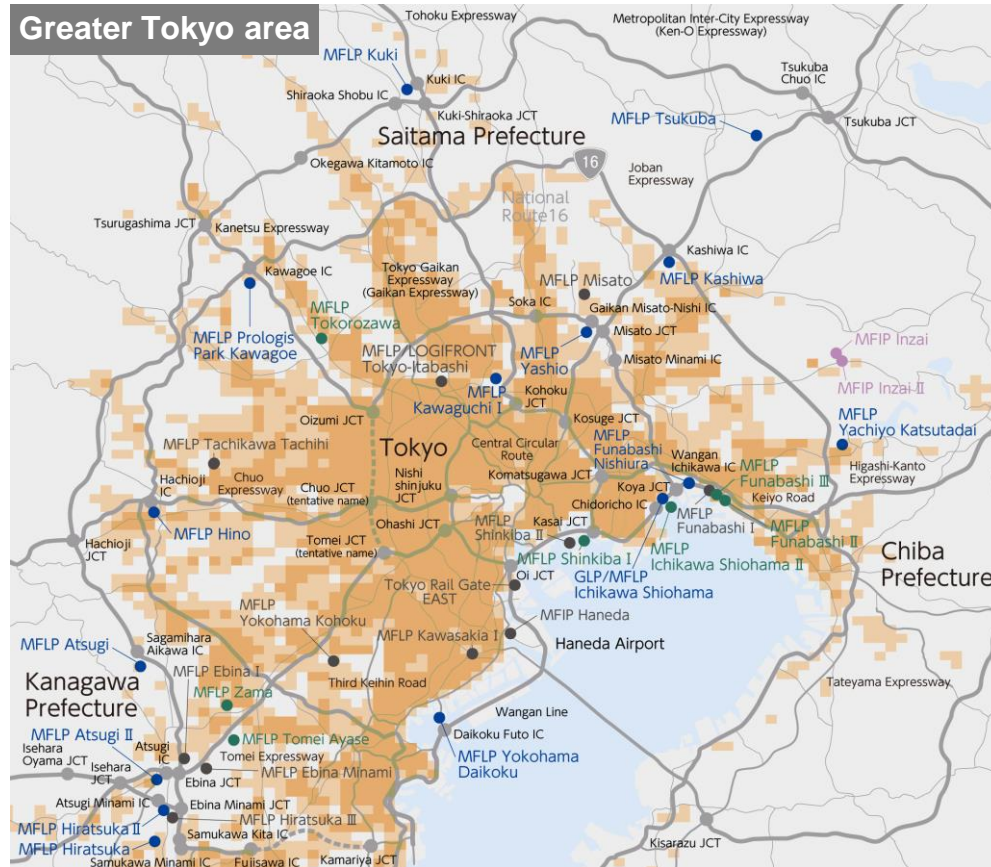 Greater Tokyo area
Tohoku Expressway
Metropolitan Inter-City Expressway
(Ken-O Expressway)
MFLP Kuki
Kuki IC
Tsukuba
Chuo IC
Shiraoka Shobu IC
Kuki-Shiraoka JCT
Tsukuba JCT
MFLP Tsukuba
Saitama Prefecture
Okegawa Kitamoto IC
16
Joban
Expressway
National
Route16
Tsurugashima JCT
Kanetsu Expressway
Kashiwa IC
Kawagoe IC
Tokyo Gaikan
Expressway
(Gaikan Expressway)
MFLP Misato
MFLP Kashiwa
MFLP
Tokorozawa
Soka IC
Gaikan Misato-Nishi IC
MFLP Prologis
Park Kawagoe
Misato JCT
MFIP Inzai
MFLP LOGIFRONT
Tokyo-Itabashi
MFLP
Yashio
Misato Minami IC
MFIP Inzai-II
MFLP
Kawaguchi I
Kohoku
JCT
Oizumi JCT
Kosuge JCT
MFLP
Yachiyo Katsutadai
Tokyo
Central Circular
Route
MFLP
Funabashi
Nishiura
MFLP Tachikawa Tachihi
Wangan
Ichikawa IC
MFLP
Funabashi III
Higashi-Kanto
Expressway
Hachioji
IC
Chuo
Expressway
Nishi
shinjuku
JCT
Komatsugawa JCT
Koya JCT
Keiyo Road
Chuo JCT
(tentative name)
Chidoricho IC
MFLP
Funabashi I
MFLP Hino
Ohashi JCT
MFLP
Shinkiba II
Kasai JCT
MFLP
Funabashi II
Hachioji
JCT
Tomei JCT
(tentative name)
MFLP Shinkiba I
MFLP
Ichikawa Shiohama II
Chiba
Prefecture
Oi JCT
Tokyo Rail Gate
EAST
GLP/MFLP
Ichikawa Shiohama
MFLP
Yokohama Kohoku
MFIP Haneda
Sagamihara
Aikawa IC
MFLP Kawasakia I
Haneda Airport
MFLP Atsugi
MFLP Ebina I
Third Keihin Road
Tateyama Expressway
Kanagawa
Prefecture
MFLP Zama
Wangan Line
MFLP Atsugi II
Daikoku Futo IC
Isehara
Oyama JCT
Atsugi
IC
MFLP Tomei Ayase
Tomei Expressway
MFLP Yokohama
Daikoku
Isehara
JCT
MFLP Ebina Minami
Ebina JCT
Atsugi Minami IC
Ebina Minami JCT
MFLP Hiratsuka II
MFLP Hiratsuka III
Samukawa Kita IC
MFLP Hiratsuka
Kisarazu JCT
Samukawa Minami IC
Fujisawa IC
Kamariya JCT